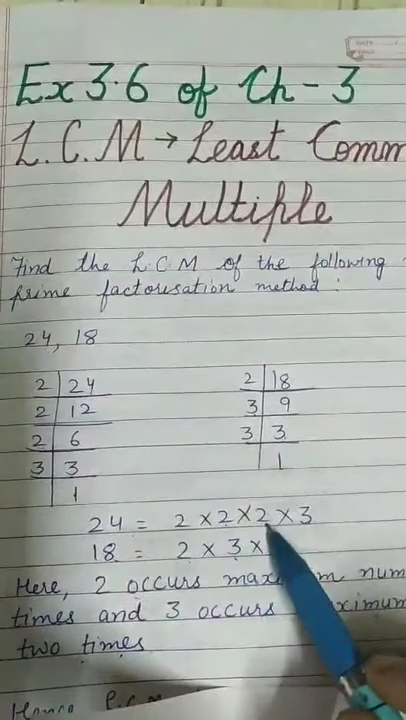 Ex 3.6 of Ch - 3
L.C.M → Least Comm
Multiple
Find the L.C.M of the following
prime factorisation method :
24, 18
2 | 24
2 | 12
2 | 6
3 | 3
1
2 | 18
3 | 9
3 | 3
1
24 = 2 × 2 × 2 × 3
18 = 2 × 3 ×
Here, 2 occurs num
times and 3 occurs
two times